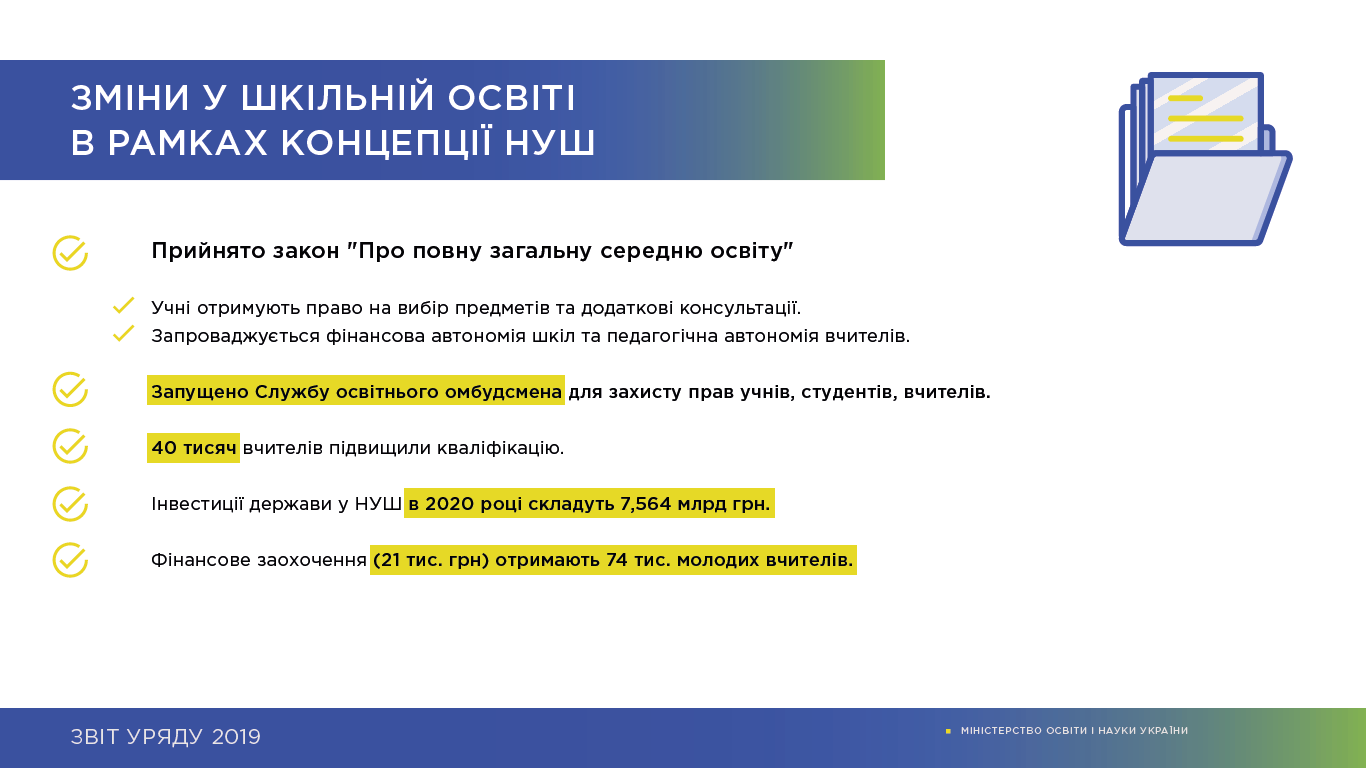 ЗМІНИ У ШКІЛЬНІЙ ОСВІТІ
В РАМКАХ КОНЦЕПЦІЇ НУШ
Прийнято закон "Про повну загальну середню освіту"
Учні отримують право на вибір предметів та додаткові консультації.
Запроваджується фінансова автономія шкіл та педагогічна автономія вчителів.
Запущено Службу освітнього омбудсмена для захисту прав учнів, студентів, вчителів.
40 тисяч вчителів підвищили кваліфікацію.
Інвестиції держави у НУШ в 2020 році складуть 7,564 млрд грн.
Фінансове заохочення (21 тис. грн) отримають 74 тис. молодих вчителів.
ЗВІТ УРЯДУ 2019
МІНІСТЕРСТВО ОСВІТИ І НАУКИ УКРАЇНИ